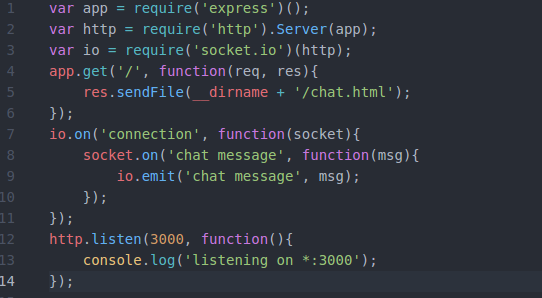 1 var app = require('express')();
2 var http = require('http').Server(app);
3 var io = require('socket.io')(http);
4 app.get('/', function(req, res){
5     res.sendFile(__dirname + '/chat.html');
6 });
7 io.on('connection', function(socket){
8     socket.on('chat message', function(msg){
9         io.emit('chat message', msg);
10     });
11 });
12 http.listen(3000, function(){
13     console.log('listening on *:3000');
14 });